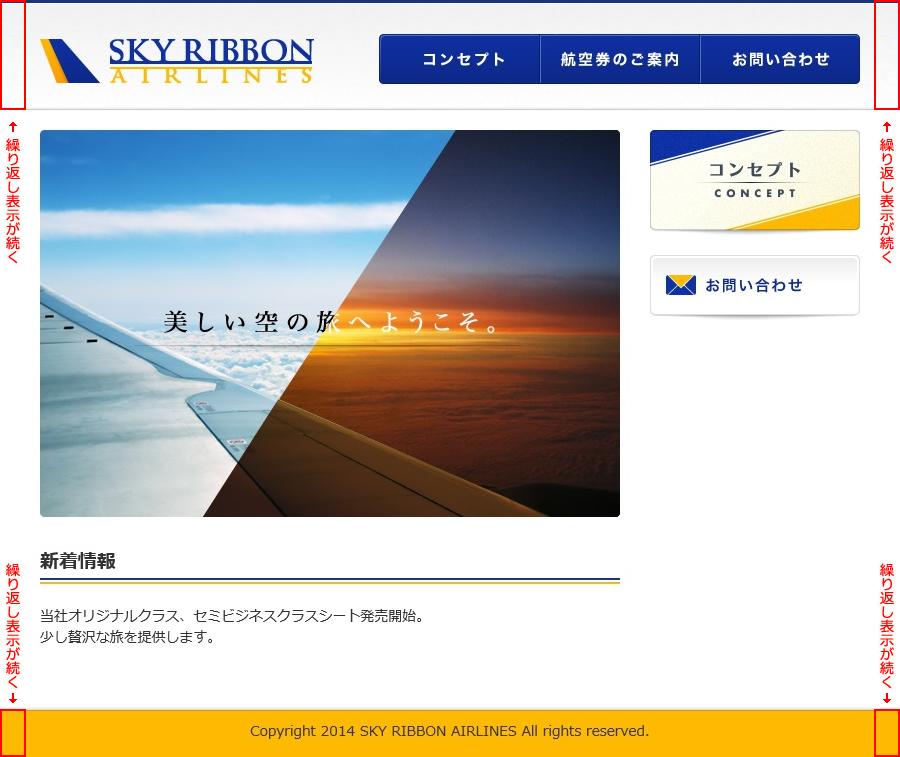 SKY RIBBON
AIRLINES
コンセプト
航空券のご案内
お問い合わせ
繰り返し表示が続く
繰り返し表示が続く
美しい空の旅へようこそ。
コンセプト
CONCEPT
お問い合わせ
新着情報
当社オリジナルクラス、セミビジネスクラスシート発売開始。
少し贅沢な旅を提供します。
繰り返し表示が続く
繰り返し表示が続く
Copyright 2014 SKY RIBBON AIRLINES All rights reserved.